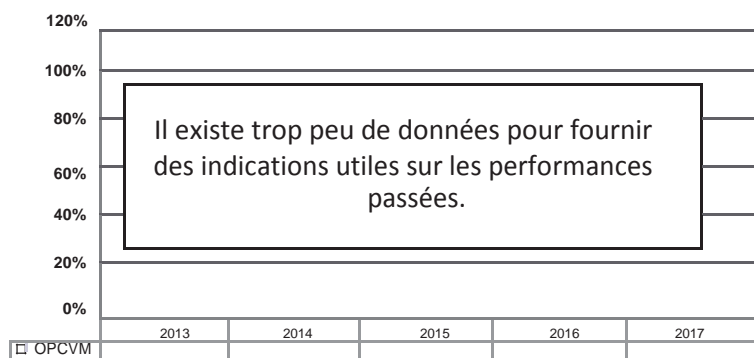 120%
100%
80%
60%
40%
20%
0%
Il existe trop peu de données pour fournir
des indications utiles sur les performances
passées.
2013 2014 2015 2016 2017
OPCVM